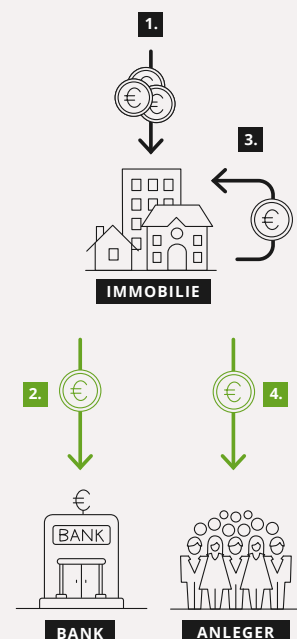 1.
€ €
3.
€
IMMOBILIE
2.
€
€
4.
€
BANK
BANK
ANLEGER